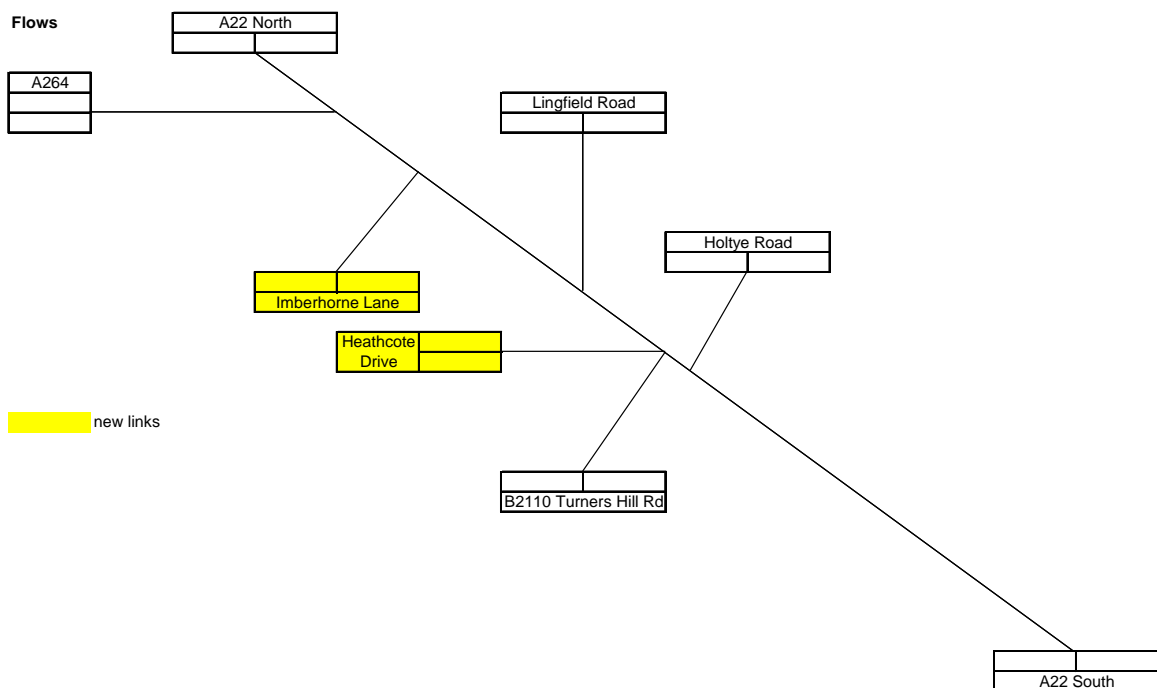 Flows
A22 North
A264
Lingfield Road
Holtye Road
Imberhorne Lane
Heathcote
Drive
new links
B2110 Turners Hill Rd
A22 South